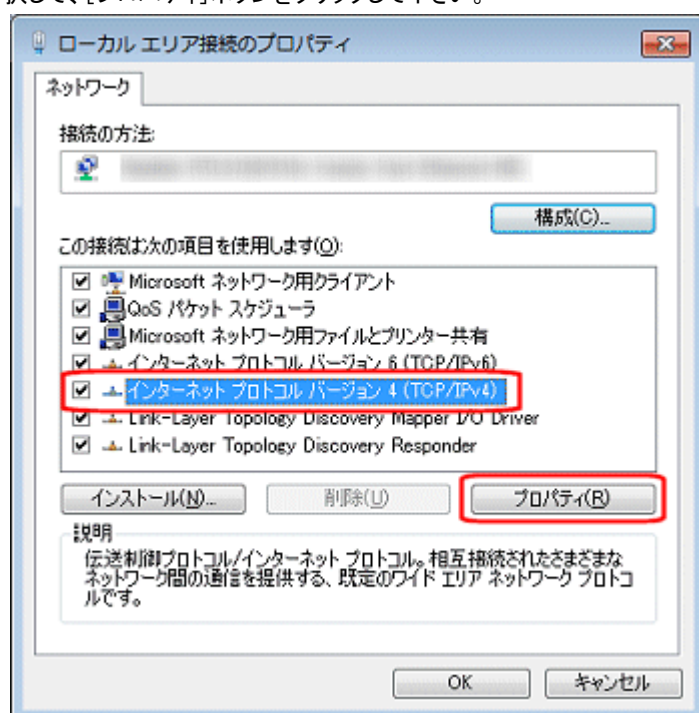 ローカル エリア接続のプロパティ
ネットワーク
接続の方法:
構成(C)...
この接続は次の項目を使用します(O):
Microsoft ネットワーク用クライアント
QoS パケット スケジューラ
Microsoft ネットワーク用ファイルとプリンター共有
インターネット プロトコル バージョン 6 (TCP/IPv6)
インターネット プロトコル バージョン 4 (TCP/IPv4)
Link-Layer Topology Discovery Mapper I/O Driver
Link-Layer Topology Discovery Responder
インストール(N)... 削除(U) プロパティ(R)
説明
伝送制御プロトコル/インターネット プロトコル。相互接続されたさまざまな
ネットワーク間の通信を提供する、既定のワイド エリア ネットワーク プロトコ
ルです。
OK キャンセル